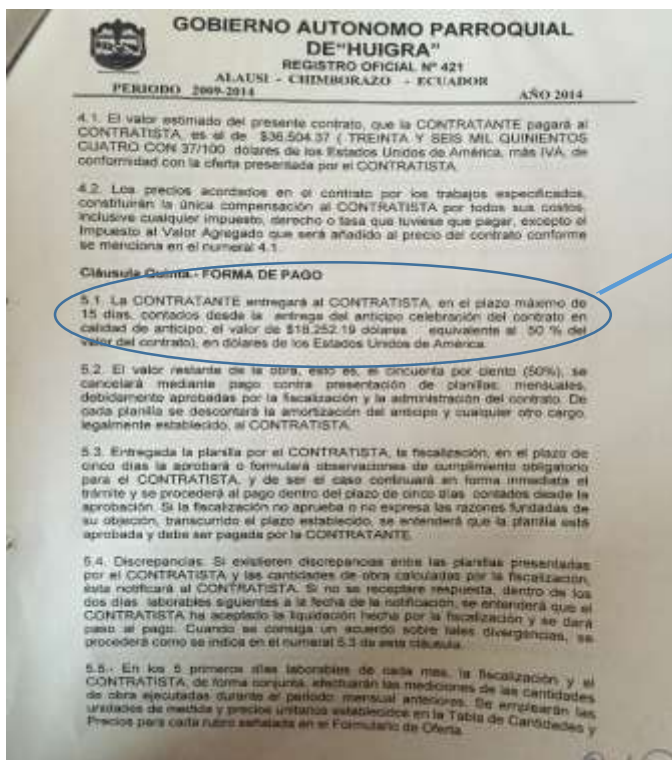 GOBIERNO AUTONOMO PARROQUIAL
DE"HUIGRA"
REGISTRO OFICIAL Nº 421
ALAUSI - CHIMBORAZO - ECUADOR
PERIODO 2009-2014 AÑO 2014
4.1. El valor estimado del presente contrato, que la CONTRATANTE pagará al
CONTRATISTA, es el de $36.504.37 ( TREINTA Y SEIS MIL QUINIENTOS
CUATRO CON 37/100 dólares de los Estados Unidos de América, más IVA, de
conformidad con la oferta presentada por el CONTRATISTA.
4.2. Los precios acordados en el contrato por los trabajos especificados,
constituirán la única compensación al CONTRATISTA por todos sus costos,
inclusive cualquier impuesto, derecho o tasa que tuviese que pagar, excepto el
Impuesto al Valor Agregado que será añadido al precio del contrato conforme
se menciona en el numeral 4.1.
Cláusula Quinta.- FORMA DE PAGO
5.1. La CONTRATANTE entregará al CONTRATISTA, en el plazo máximo de
15 días, contados desde la entrega del anticipo celebración del contrato en
calidad de anticipo; el valor de $18,252.19 dólares equivalente al 50 % del
valor del contrato), en dólares de los Estados Unidos de América.
5.2. El valor restante de la obra, esto es, el cincuenta por ciento (50%), se
cancelará mediante pago contra presentación de planillas, mensuales,
debidamente aprobadas por la fiscalización y la administración del contrato. De
cada planilla se descontará la amortización del anticipo y cualquier otro cargo,
legalmente establecido, al CONTRATISTA.
5.3. Entregada la planilla por el CONTRATISTA, la fiscalización, en el plazo de
cinco días la aprobará o formulará observaciones de cumplimiento obligatorio
para el CONTRATISTA, y de ser el caso continuará en forma inmediata el
trámite y se procederá al pago dentro del plazo de cinco días contados desde la
aprobación. Si la fiscalización no aprueba o no expresa las razones fundadas de
su objeción, transcurrido el plazo establecido, se entenderá que la planilla está
aprobada y debe ser pagada por la CONTRATANTE.
5.4. Discrepancias: Si existieren discrepancias entre las planillas presentadas
por el CONTRATISTA y las cantidades de obra calculadas por la fiscalización,
ésta notificará al CONTRATISTA. Si no se receptare respuesta, dentro de los
dos días laborables siguientes a la fecha de la notificación, se entenderá que el
CONTRATISTA ha aceptado la liquidación hecha por la fiscalización y se dará
paso al pago. Cuando se consiga un acuerdo sobre tales divergencias, se
procederá como se indica en el numeral 5.3 de esta cláusula.
5.5.- En los 5 primeros días laborables de cada mes, la fiscalización y el
CONTRATISTA, de forma conjunta, efectuarán las mediciones de las cantidades
de obra ejecutadas durante el período mensual anteriores. Se emplearán las
unidades de medida y precios unitarios establecidos en la Tabla de Cantidades y
Precios para cada rubro señalada en el Formulario de Oferta.